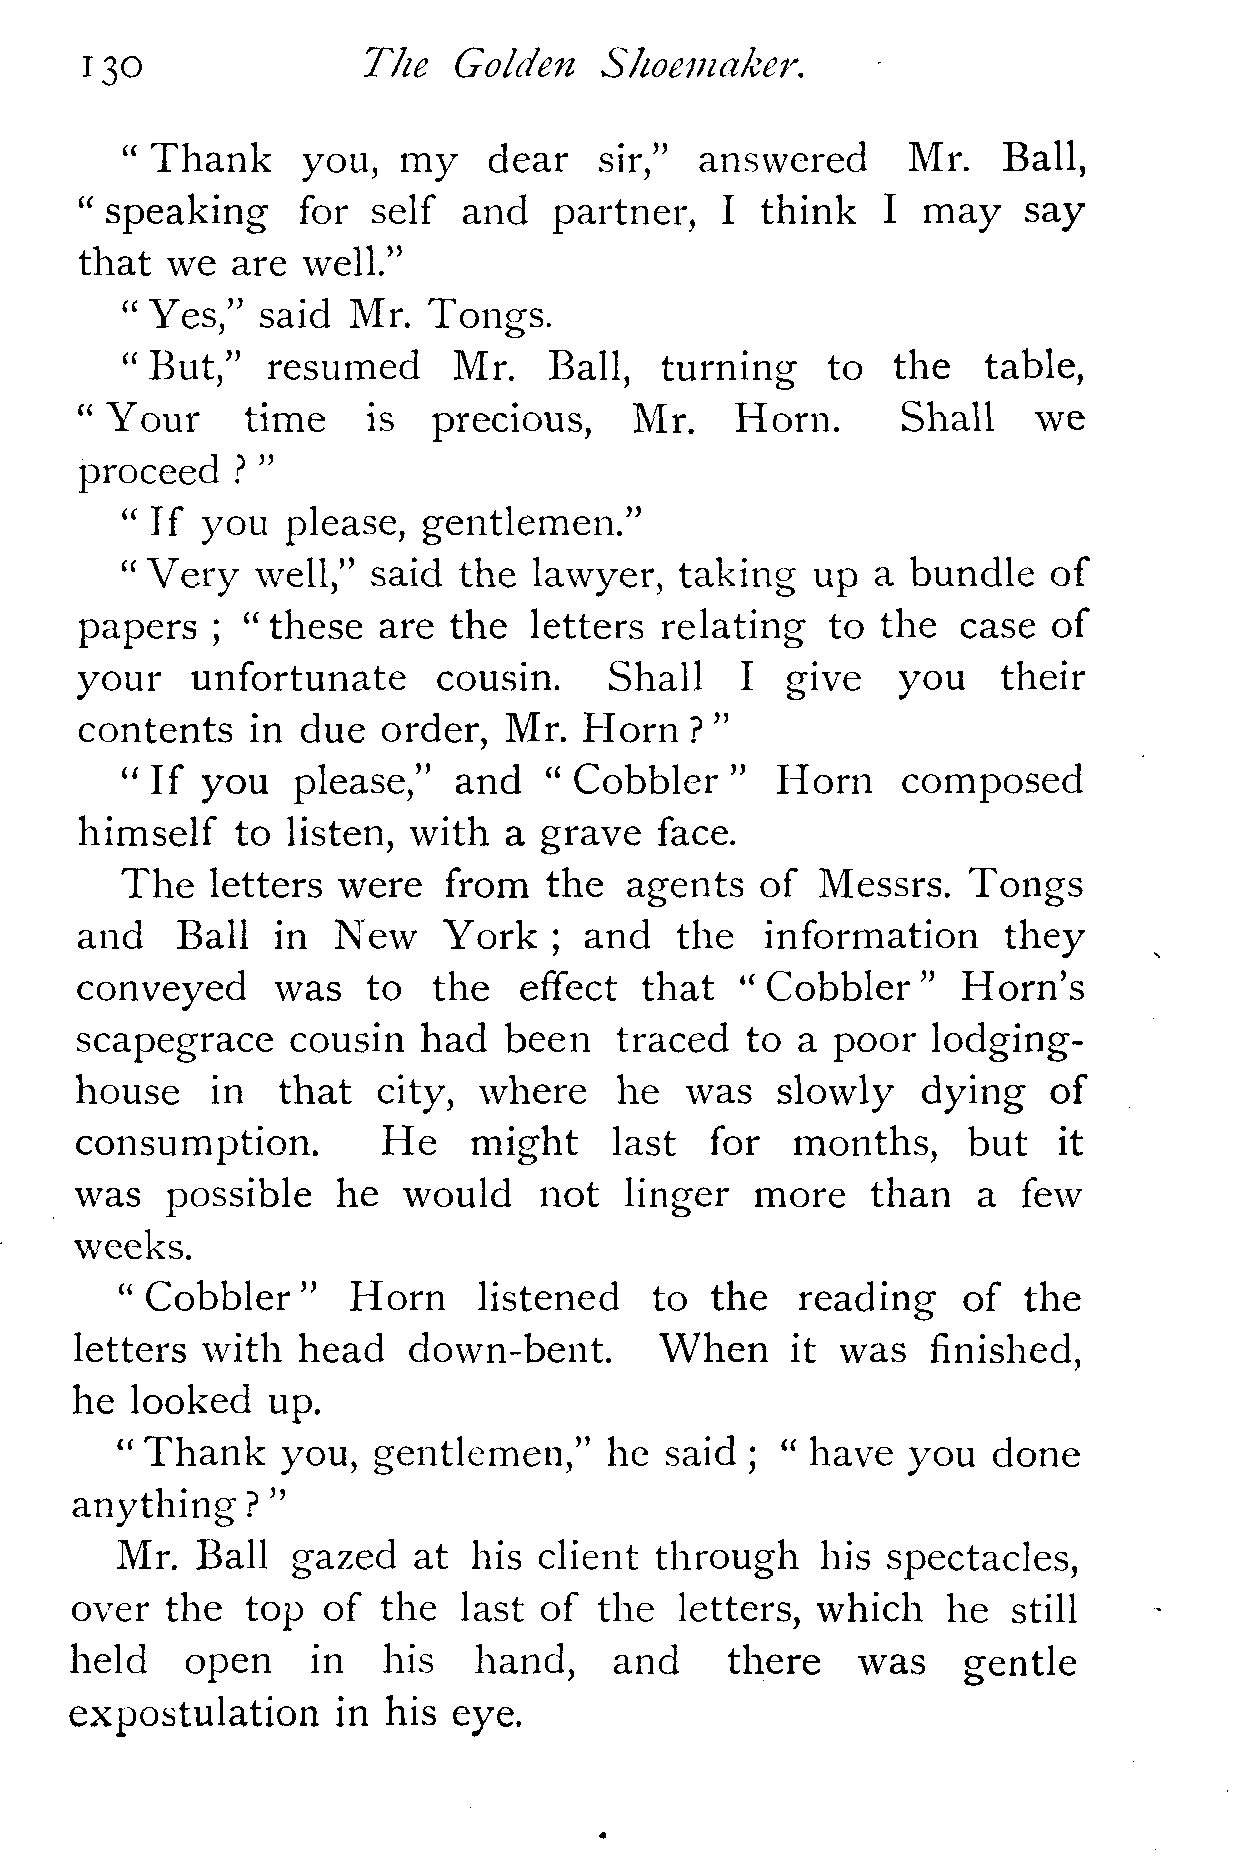 130 The Golden Shoemaker.
“ Thank you, my dear sir,” answered Mr. Ball,
“ speaking for self and partner, I think I may say
that we are well.”
“ Yes,” said Mr. Tongs.
“ But,” resumed Mr. Ball, turning to the table,
“ Your time is precious, Mr. Horn. Shall we
proceed ? ”
“ If you please, gentlemen.”
“ Very well,” said the lawyer, taking up a bundle of
papers ; “ these are the letters relating to the case of
your unfortunate cousin. Shall I give you their
contents in due order, Mr. Horn ? ”
“ If you please,” and “ Cobbler ” Horn composed
himself to listen, with a grave face.
The letters were from the agents of Messrs. Tongs
and Ball in New York ; and the information they
conveyed was to the effect that “ Cobbler ” Horn’s
scapegrace cousin had been traced to a poor lodging-
house in that city, where he was slowly dying of
consumption. He might last for months, but it
was possible he would not linger more than a few
weeks.
“ Cobbler ” Horn listened to the reading of the
letters with head down-bent. When it was finished,
he looked up.
“ Thank you, gentlemen,” he said ; “ have you done
anything ? ”
Mr. Ball gazed at his client through his spectacles,
over the top of the last of the letters, which he still
held open in his hand, and there was gentle
expostulation in his eye.